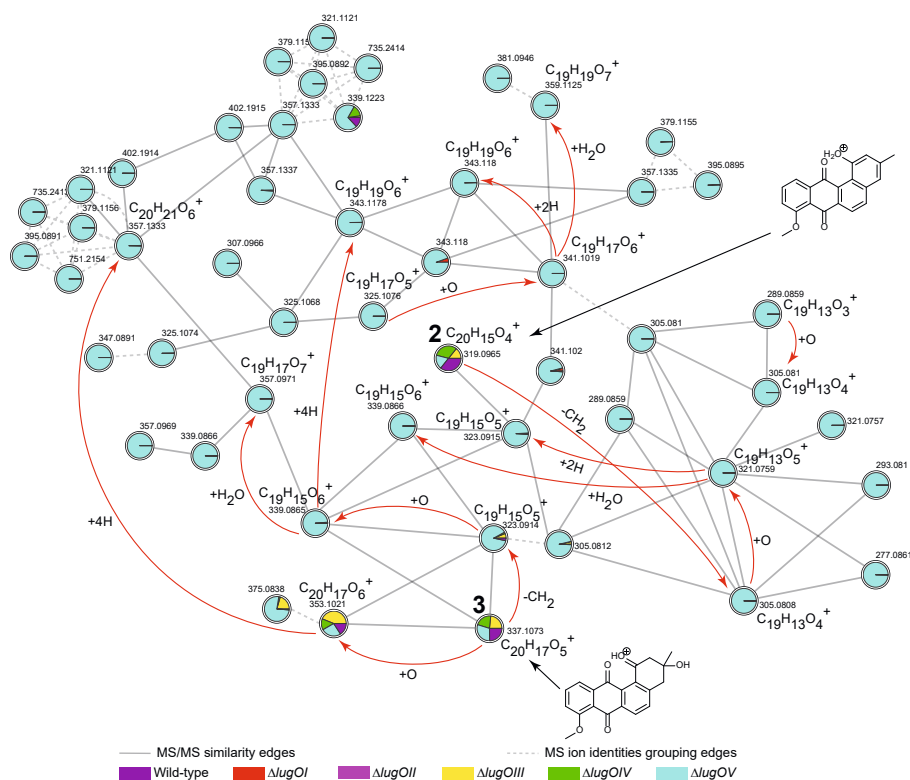 321.1121
379.115
395.0892
735.2414
339.1223
357.1333
402.1915
402.1914
357.1337
321.1121
735.241
379.1156
395.0891
751.2154
C20H21O6+
357.1333
C19H19O6+
343.1178
C19H19O6+
343.118
381.0946
C19H19O7+
359.1125
+H2O
379.1155
395.0895
357.1335
+2H
C19H17O6+
341.1019
343.118
307.0966
C19H17O5+
325.1076
+O
325.1068
325.1074
347.0891
H2O+
O
O
O
2
C20H15O4+
319.0965
341.102
305.081
289.0859
C19H13O3+
+O
305.081
C19H13O4+
C19H17O7+
357.0971
+4H
C19H15O6+
339.0866
C19H15O5+
323.0915
-CH2
289.0859
321.0757
C19H13O5+
321.0759
293.081
277.0861
357.0969
339.0866
+H2O
C19H15O6+
339.0865
+O
C19H15O5+
323.0914
+2H
+H2O
305.0812
+O
305.0808
C19H13O4+
+4H
375.0838
C20H17O6+
353.1021
3
337.1073
C20H17O5+
-CH2
+O
HO+
OH
O
O
O
MS/MS similarity edges
MS ion identities grouping edges
Wild-type
ΔlugOI
ΔlugOII
ΔlugOIII
ΔlugOIV
ΔlugOV